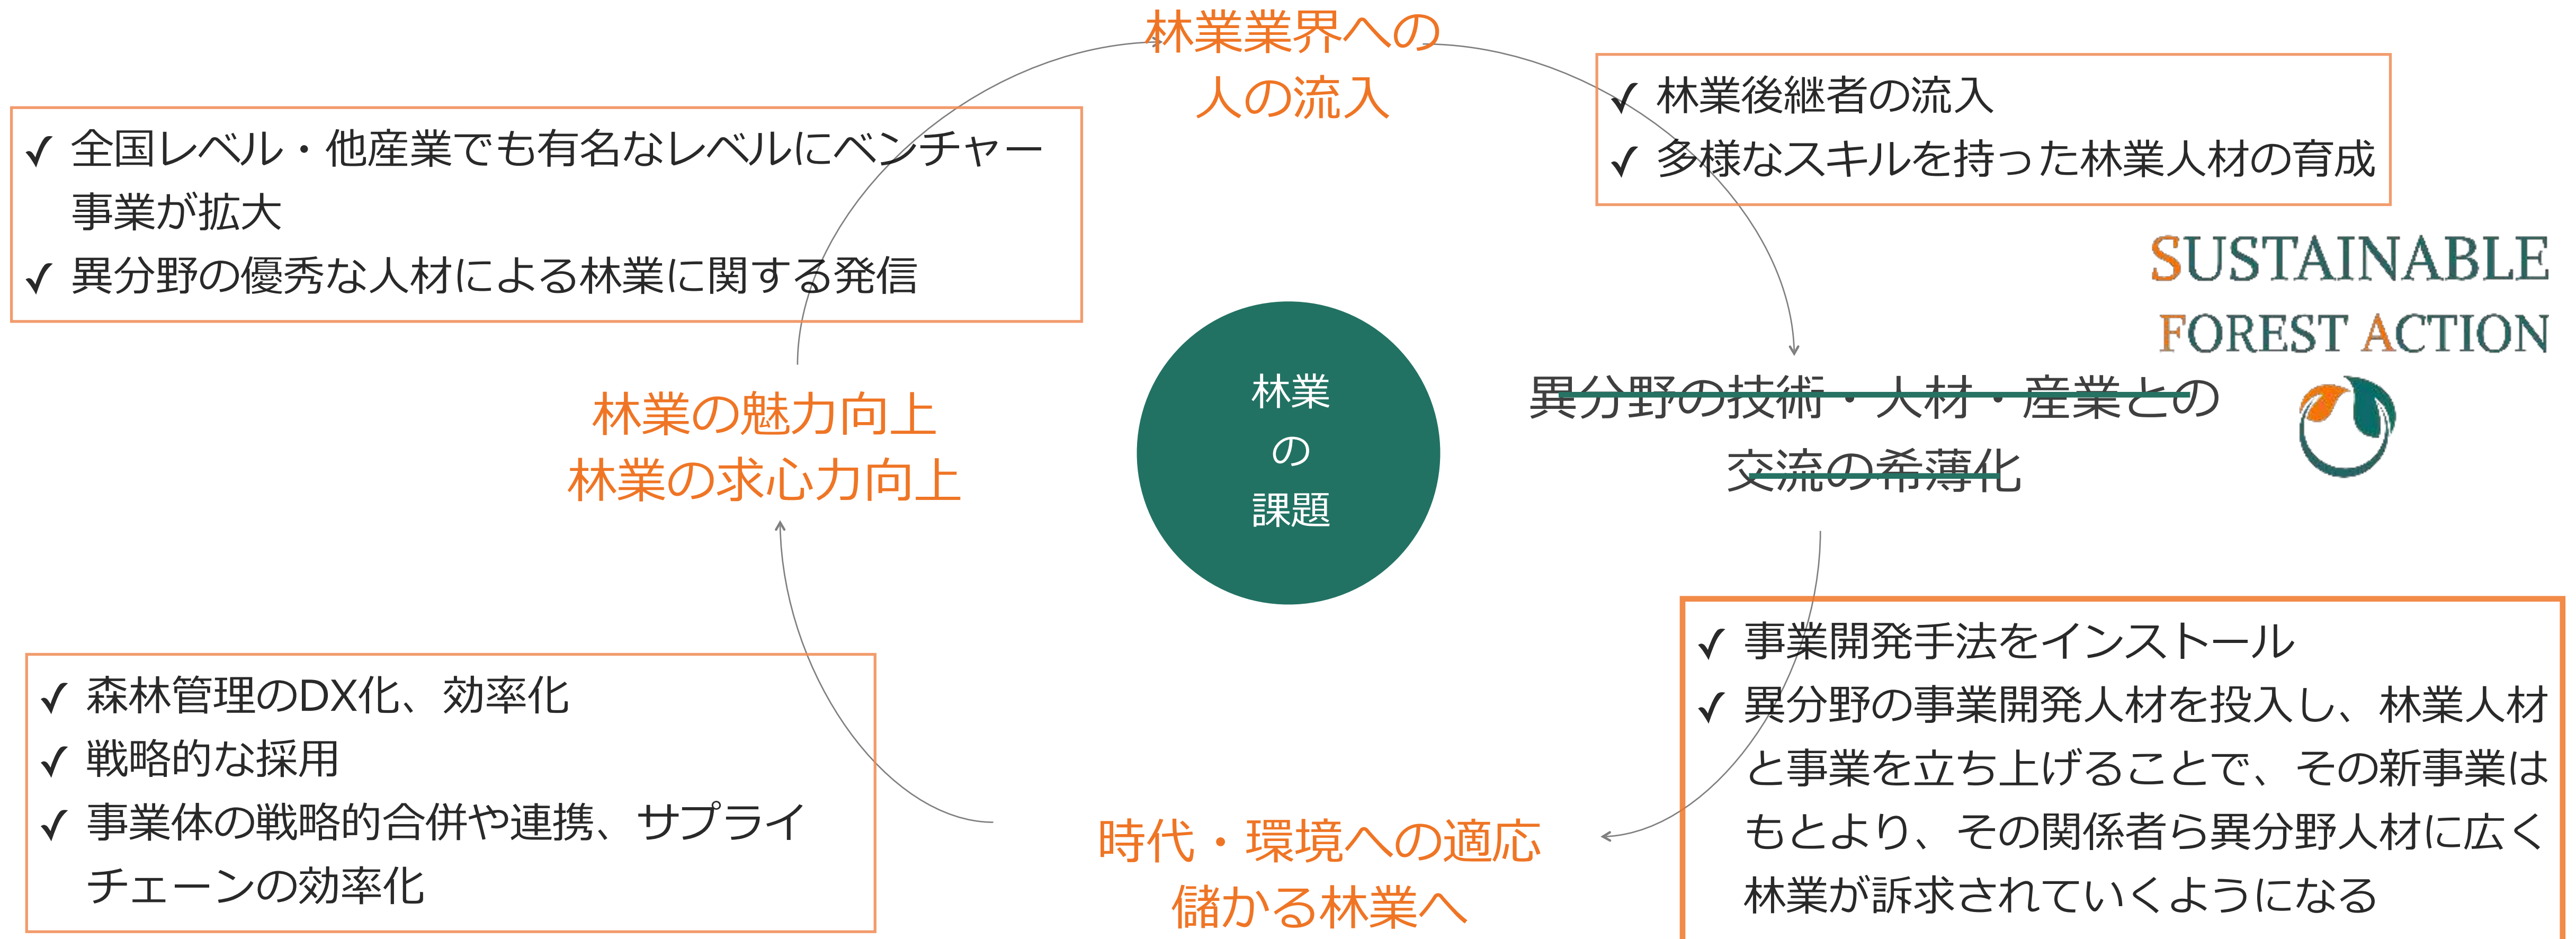 林業業界への
人の流入
✓ 林業後継者の流入
✓ 多様なスキルを持った林業人材の育成
✓ 全国レベル・他産業でも有名なレベルにベンチャー
事業が拡大
✓ 異分野の優秀な人材による林業に関する発信
SUSTAINABLE
FOREST ACTION
林業
の
課題
異分野の技術・人材・産業との
交流の希薄化
林業の魅力向上
林業の求心力向上
✓ 事業開発手法をインストール
✓ 異分野の事業開発人材を投入し、林業人材
と事業を立ち上げることで、その新事業は
もとより、その関係者ら異分野人材に広く
林業が訴求されていくようになる
時代・環境への適応
儲かる林業へ
✓ 森林管理のDX化、効率化
✓ 戦略的な採用
✓ 事業体の戦略的合併や連携、サプライ
チェーンの効率化